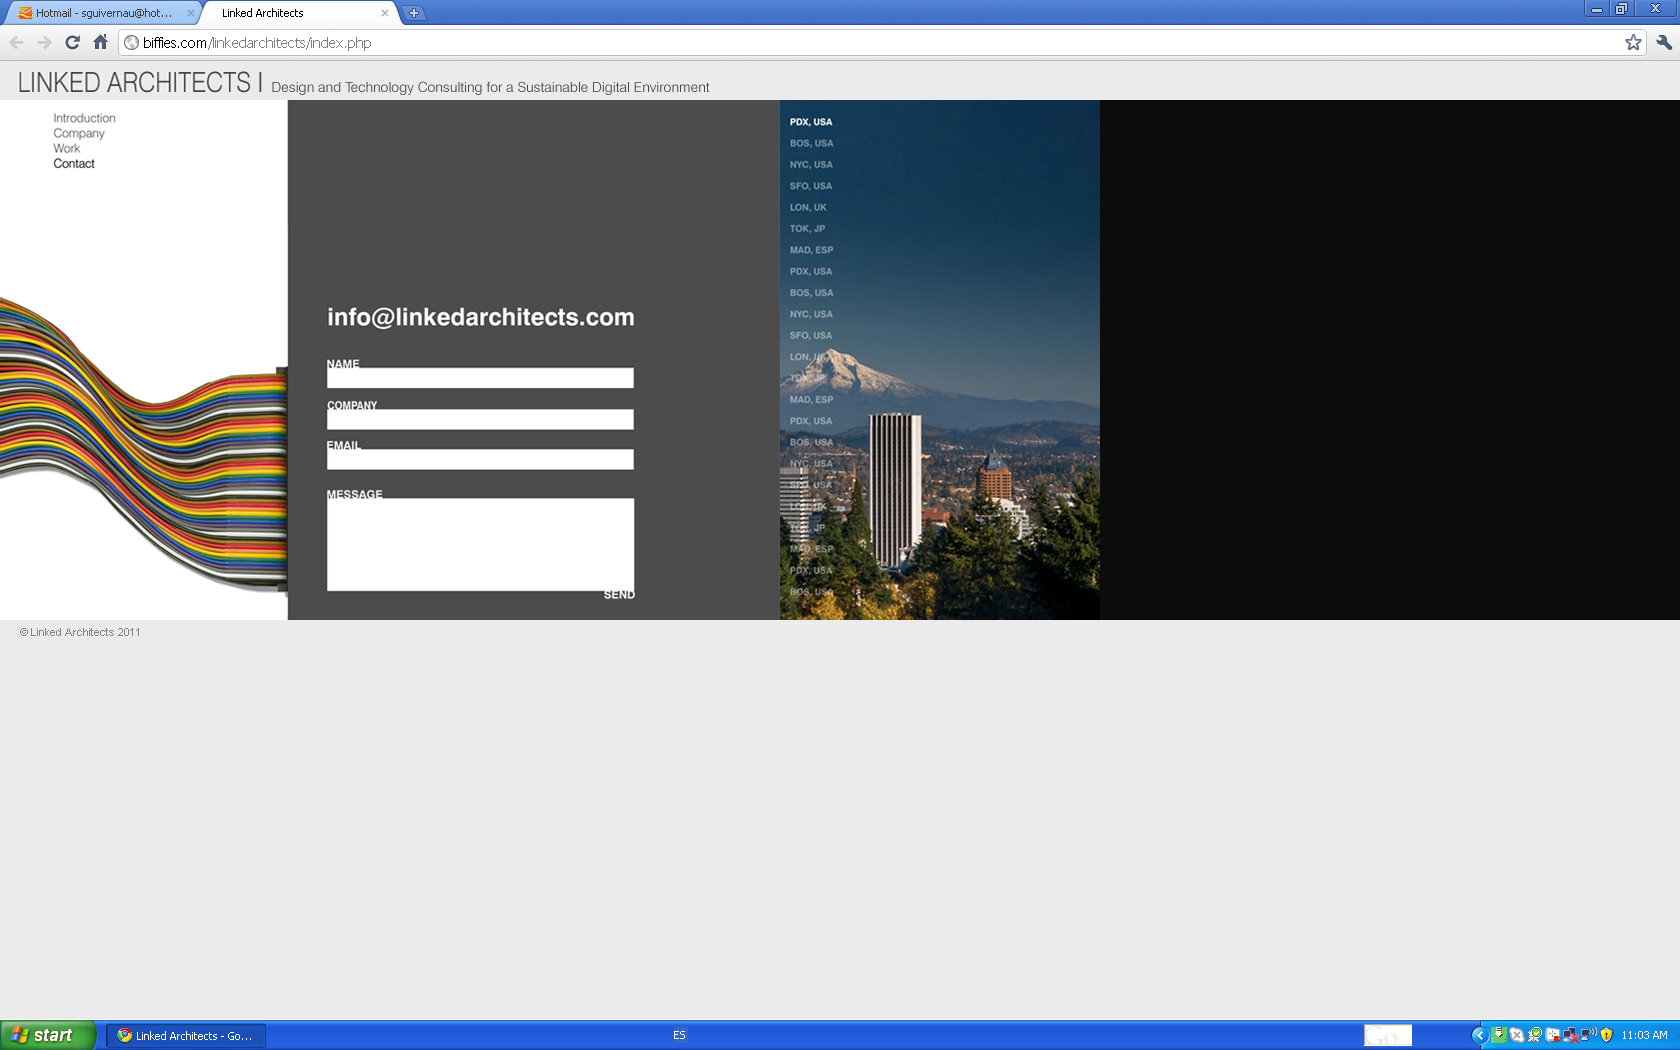 Hotmail - sguivernau@hot...
Linked Architects
biffies.com/linkedarchitects/index.php
LINKED ARCHITECTS | Design and Technology Consulting for a Sustainable Digital Environment
Introduction
Company
Work
Contact
info@linkedarchitects.com
NAME
COMPANY
EMAIL
MESSAGE
SEND
PDX, USA
BOS, USA
NYC, USA
SFO, USA
LON, UK
TOK, JP
MAD, ESP
PDX, USA
BOS, USA
NYC, USA
SFO, USA
LON, UK
TOK, JP
MAD, ESP
PDX, USA
BOS, USA
NYC, USA
SFO, USA
LON, UK
TOK, JP
MAD, ESP
PDX, USA
BOS, USA
© Linked Architects 2011
start
Linked Architects - Go...
ES
Go
11:03 AM